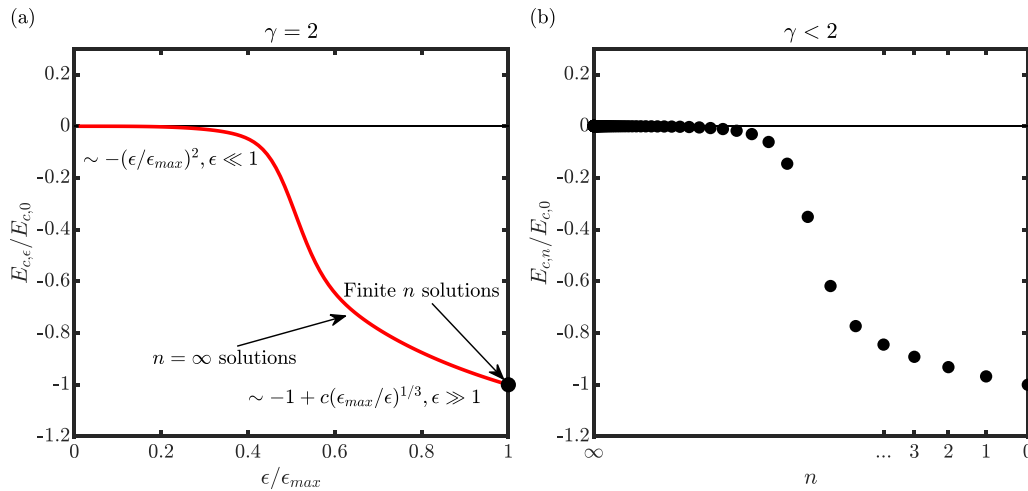 (a)
γ = 2
0.2
0
-0.2
-0.4
-0.6
-0.8
-1
-1.2
E_{c,ϵ}/E_{c,0}
∼ −(ϵ/ϵ_{max})^2, ϵ ≪ 1
Finite n solutions
n = ∞ solutions
∼ −1 + c(ϵ_{max}/ϵ)^{1/3}, ϵ ≫ 1
0 0.2 0.4 0.6 0.8 1
ϵ/ϵ_{max}
(b)
γ < 2
0.2
0
-0.2
-0.4
-0.6
-0.8
-1
-1.2
E_{c,n}/E_{c,0}
∞ ... 3 2 1 0
n